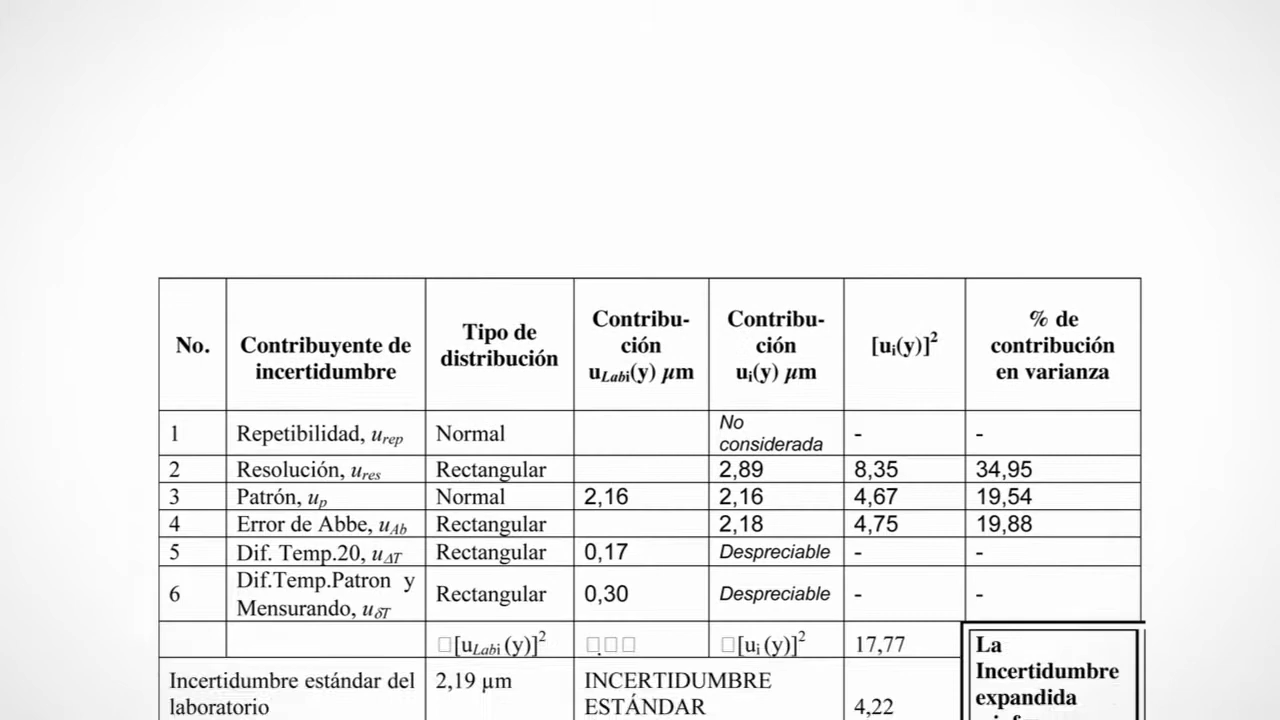 No. Contribuyente de incertidumbre Tipo de distribución Contribu-ción uLabi(y) µm Contribu-ción ui(y) µm [ui(y)]² % de contribución en varianza
1 Repetibilidad, urep Normal No considerada - -
2 Resolución, ures Rectangular 2,89 8,35 34,95
3 Patrón, up Normal 2,16 2,16 4,67 19,54
4 Error de Abbe, uAb Rectangular 2,18 4,75 19,88
5 Dif. Temp.20, uΔT Rectangular 0,17 Despreciable - -
6 Dif.Temp.Patron y Mensurando, uδT Rectangular 0,30 Despreciable - -
[uLabi (y)]² [ui (y)]² 17,77
Incertidumbre estándar del laboratorio 2,19 µm INCERTIDUMBRE ESTÁNDAR 4,22
La
Incertidumbre
expandida